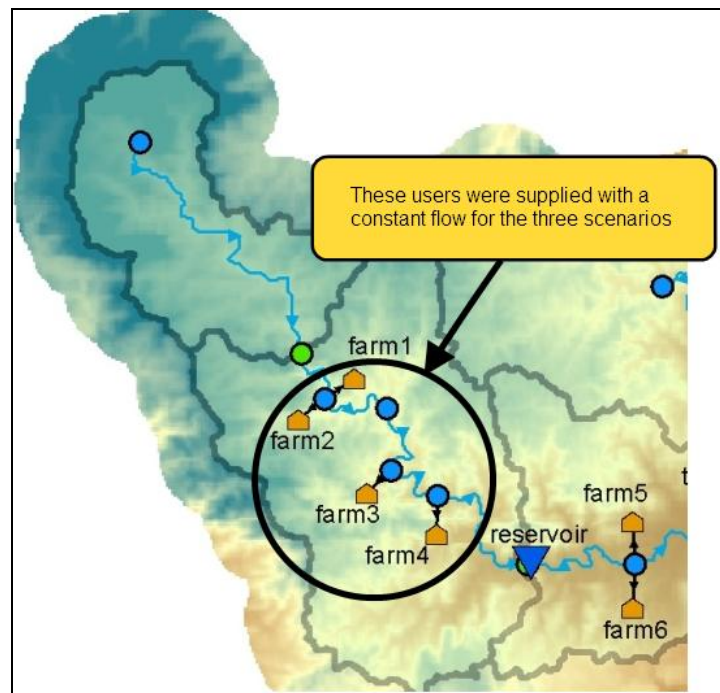 These users were supplied with a
constant flow for the three scenarios
farm1
farm2
farm3
farm4
reservoir
farm5
t
farm6